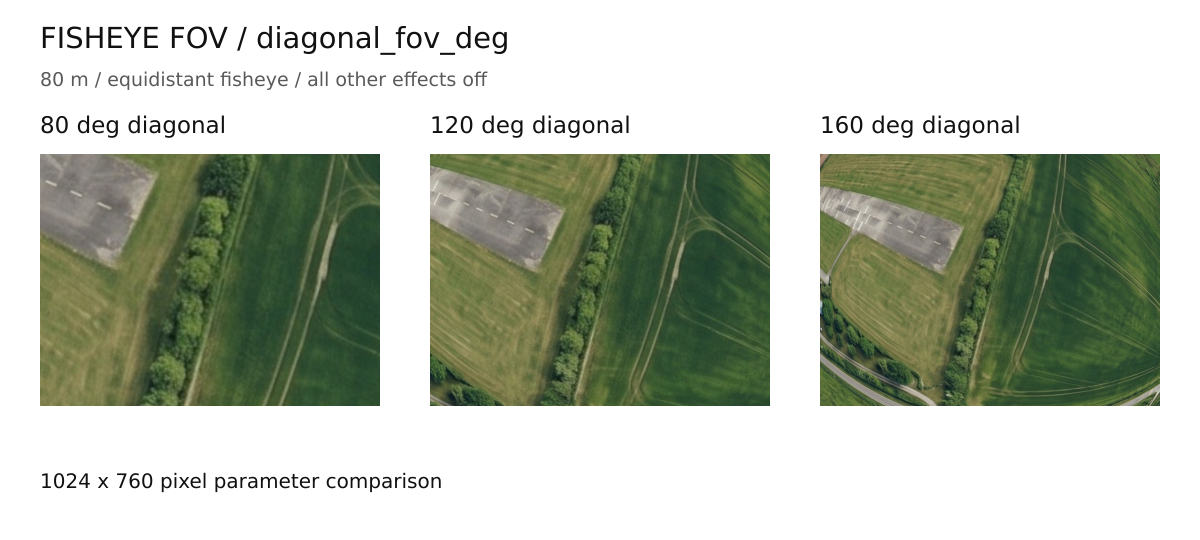 FISHEYE FOV / diagonal_fov_deg
80 m / equidistant fisheye / all other effects off
80 deg diagonal
120 deg diagonal
160 deg diagonal
1024 x 760 pixel parameter comparison